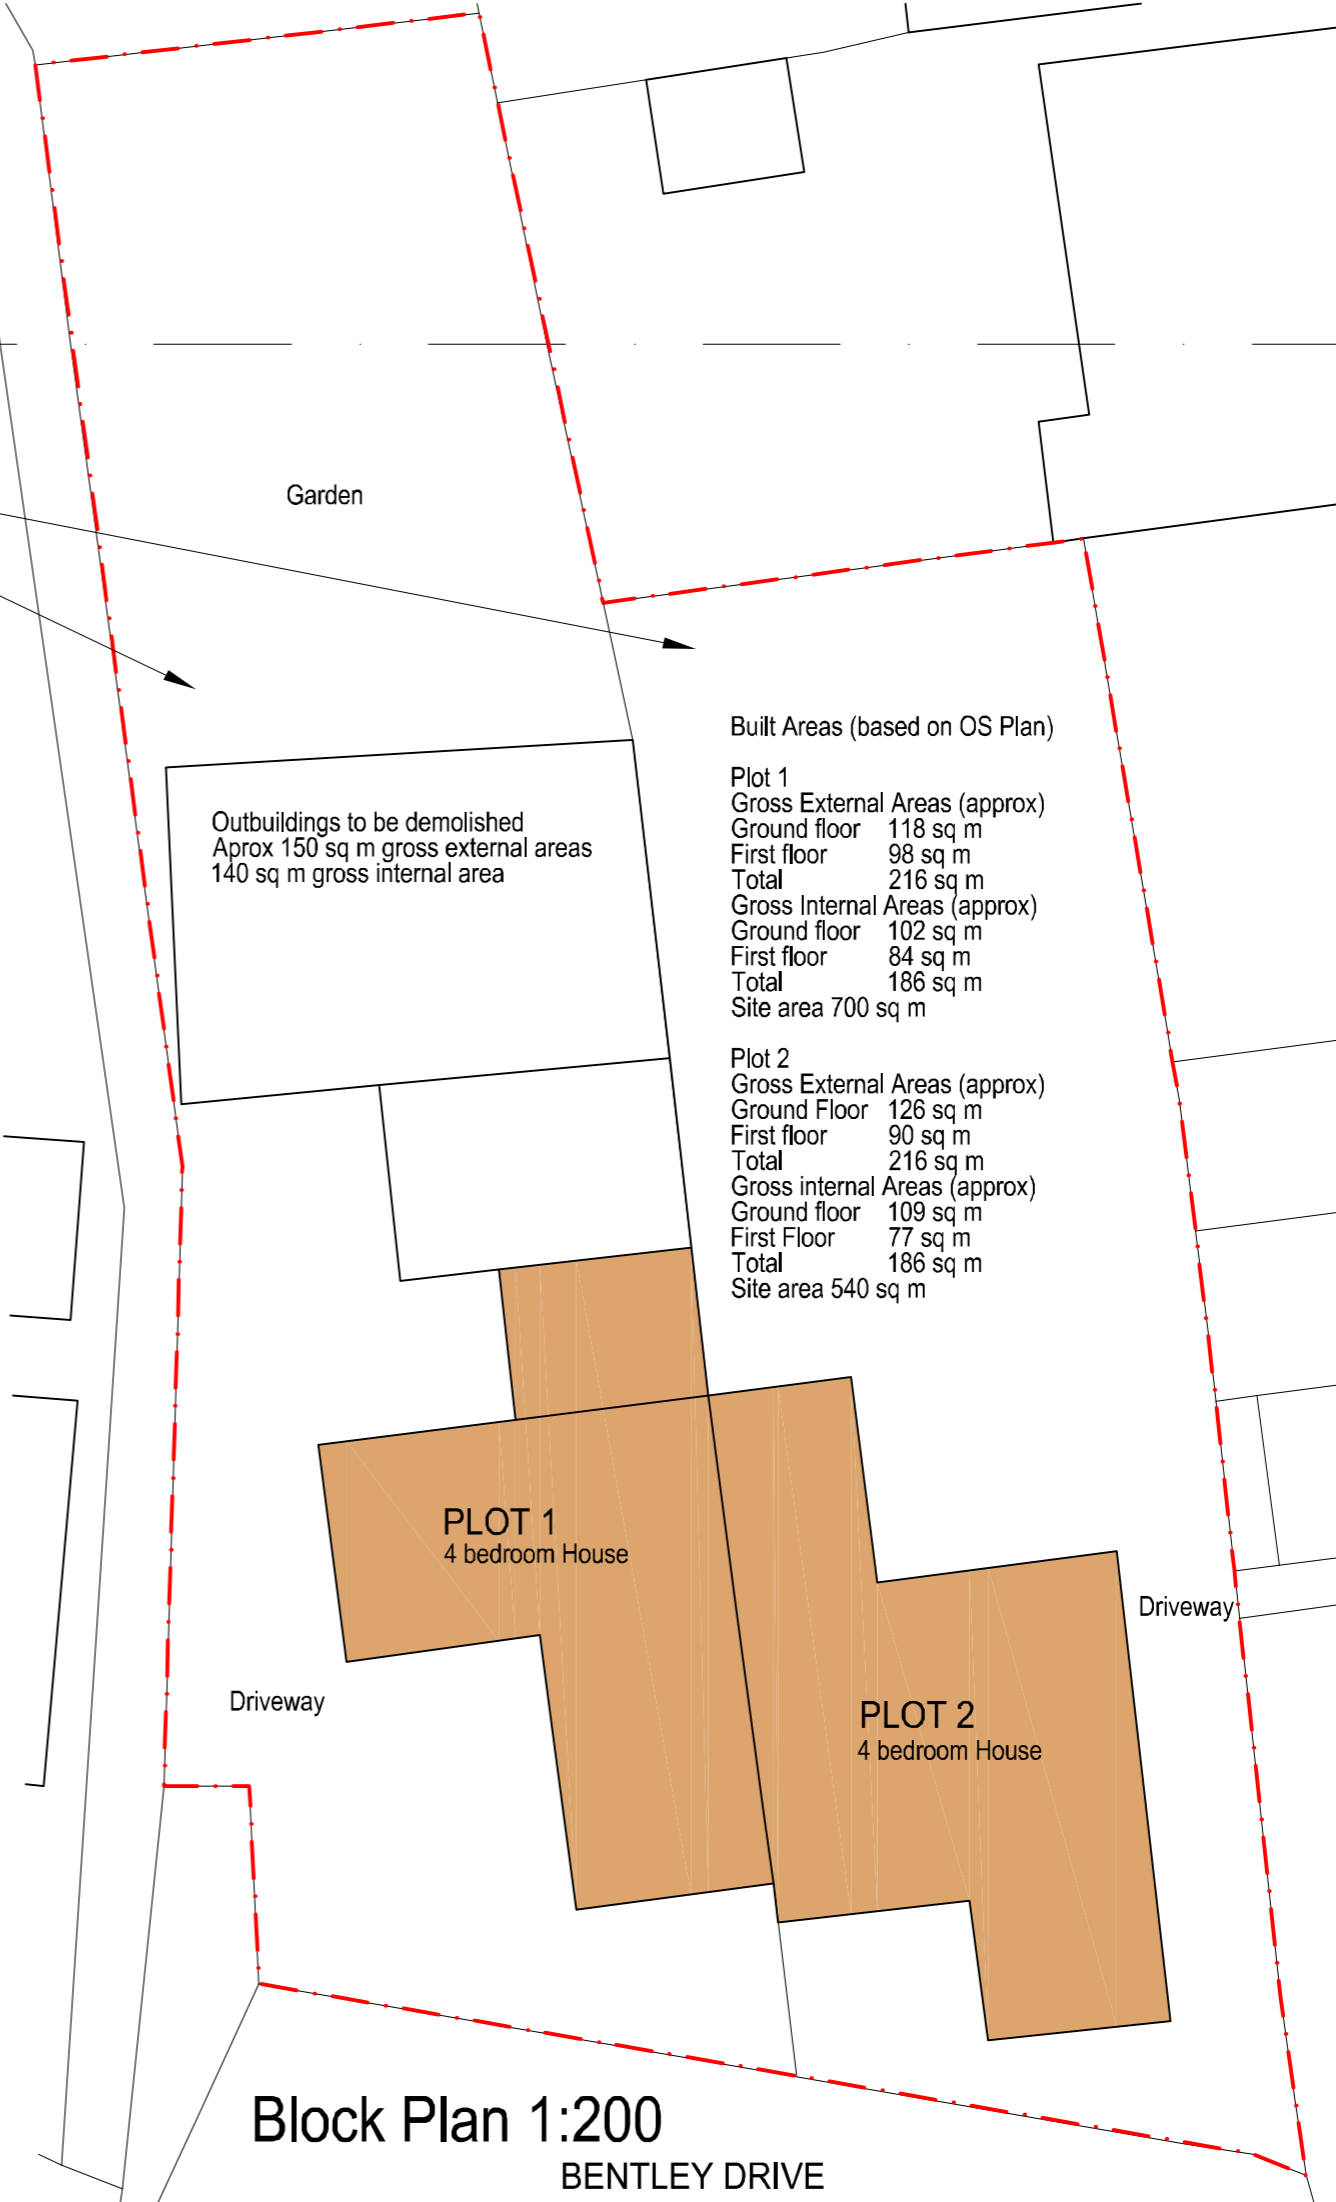 Garden
Built Areas (based on OS Plan)
Plot 1
Gross External Areas (approx)
Ground floor 118 sq m
First floor 98 sq m
Total 216 sq m
Gross Internal Areas (approx)
Ground floor 102 sq m
First floor 84 sq m
Total 186 sq m
Site area 700 sq m
Outbuildings to be demolished
Aprox 150 sq m gross external areas
140 sq m gross internal area
Plot 2
Gross External Areas (approx)
Ground Floor 126 sq m
First floor 90 sq m
Total 216 sq m
Gross internal Areas (approx)
Ground floor 109 sq m
First Floor 77 sq m
Total 186 sq m
Site area 540 sq m
PLOT 1
4 bedroom House
Driveway
Driveway
PLOT 2
4 bedroom House
Block Plan 1:200
BENTLEY DRIVE